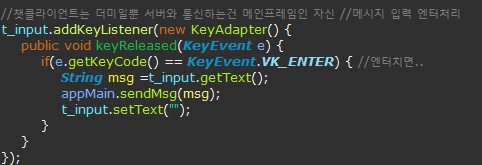 //챗클라이언트는 더미일뿐 서버와 통신하는건 메인프레임인 자신 //메시지 입력 엔터처리
t_input.addKeyListener(new KeyAdapter() {
public void keyReleased(KeyEvent e) {
if(e.getKeyCode() == KeyEvent.VK_ENTER) { //엔터치면..
String msg =t_input.getText();
appMain.sendMsg(msg);
t_input.setText("");
}
}
});